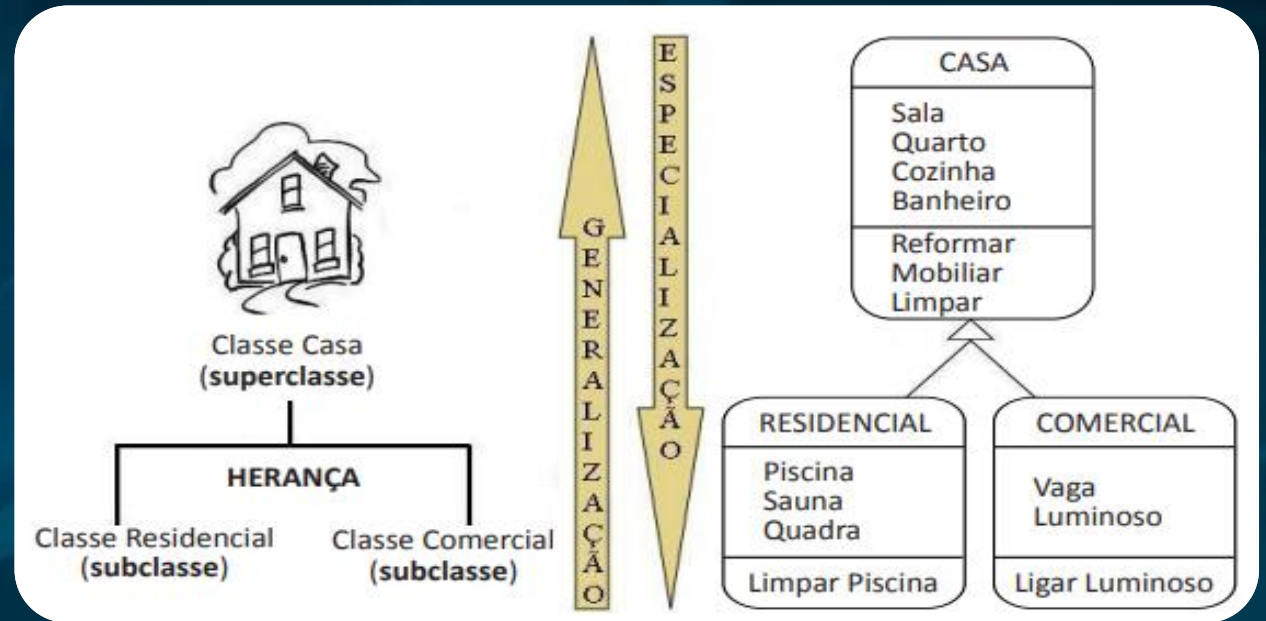 Classe Casa
(superclasse)
HERANÇA
Classe Residencial
(subclasse)
Classe Comercial
(subclasse)
GENERALIZAÇÃO
ESPECIALIZAÇÃO
CASA
Sala
Quarto
Cozinha
Banheiro
Reformar
Mobiliar
Limpar
RESIDENCIAL
Piscina
Sauna
Quadra
Limpar Piscina
COMERCIAL
Vaga
Luminoso
Ligar Luminoso